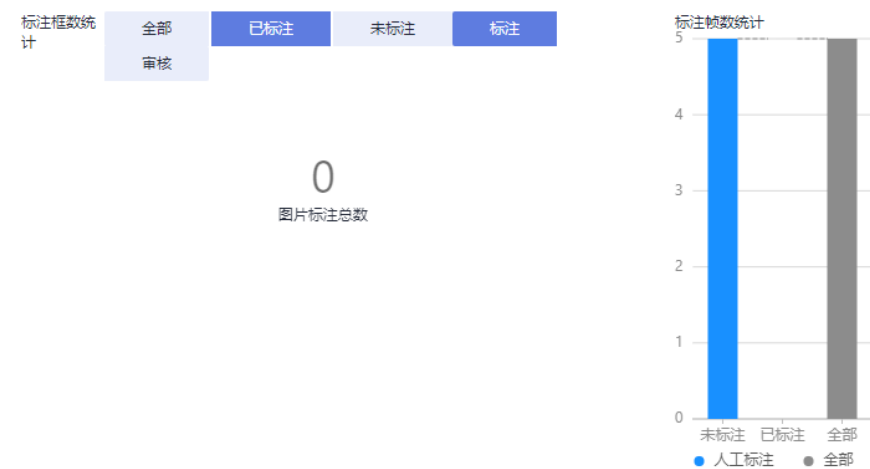 标注框数统
计
全部
已标注
未标注
标注
审核
0
图片标注总数
标注帧数统计
5
4
3
2
1
0
未标注 已标注 全部
人工标注 全部